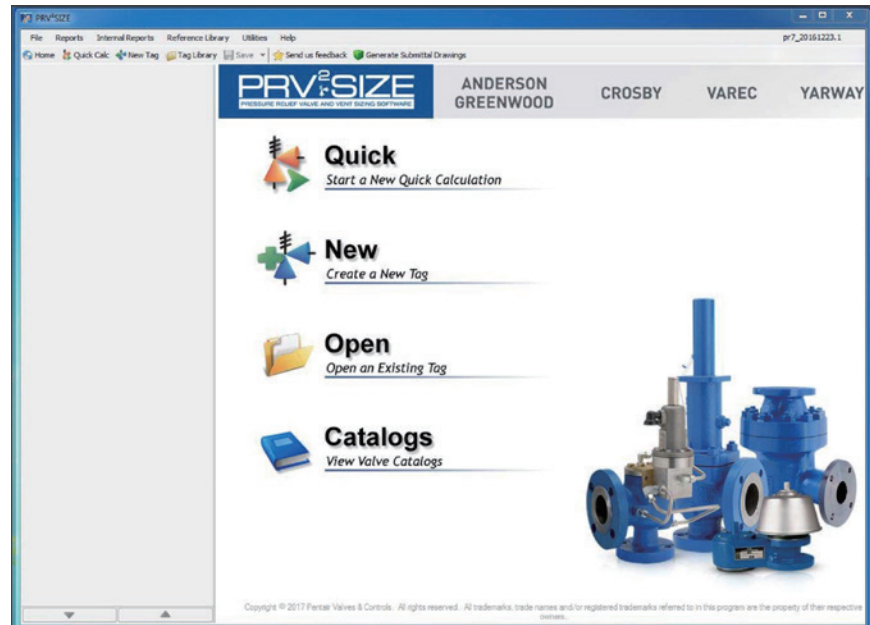 PRV²SIZE
File Reports Internal Reports Reference Library Utilities Help pr7_20161223.1
Home Quick Calc New Tag Tag Library Save Send us feedback Generate Submittal Drawings
PRV²SIZE
PRESSURE RELIEF VALVE AND VENT SIZING SOFTWARE
ANDERSON
GREENWOOD
CROSBY
VAREC
YARWAY
Quick
Start a New Quick Calculation
New
Create a New Tag
Open
Open an Existing Tag
Catalogs
View Valve Catalogs
Copyright © 2017 Pentair Valves & Controls. All rights reserved. All trademarks, trade names and/or registered trademarks referred to in this program are the property of their respective
owners.